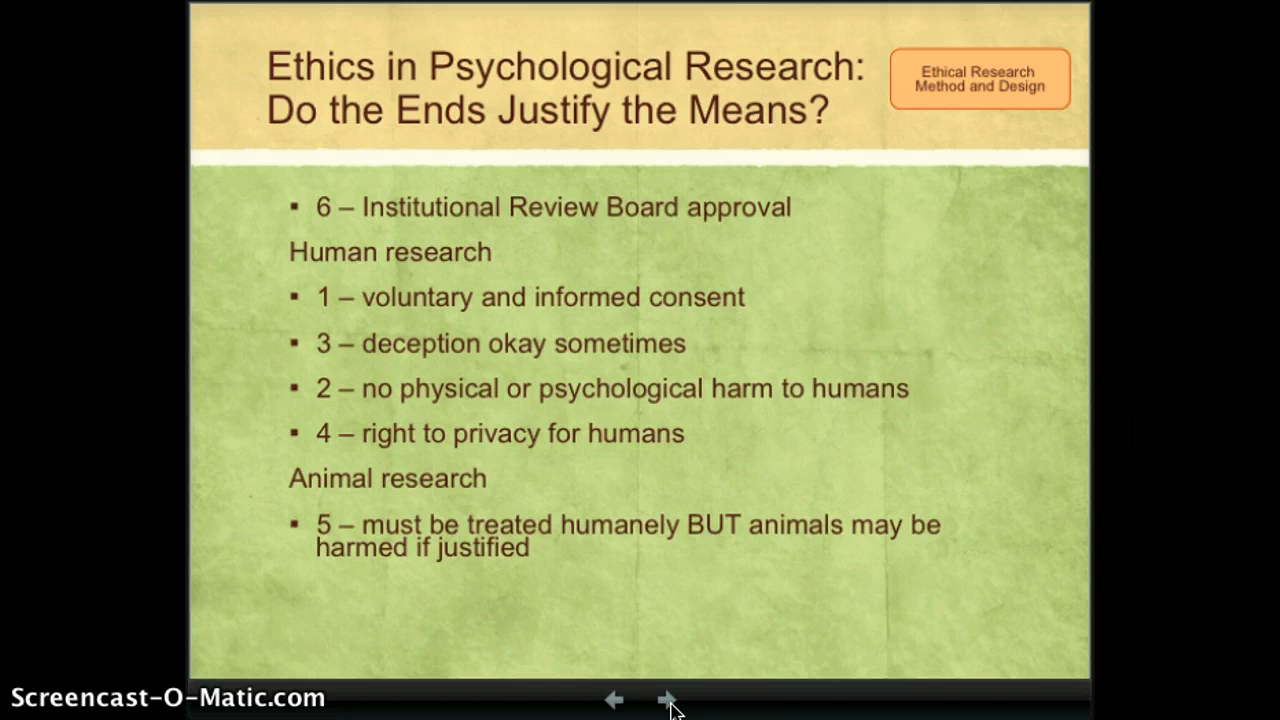 Ethics in Psychological Research:
Do the Ends Justify the Means?
Ethical Research
Method and Design
▪ 6 – Institutional Review Board approval
Human research
▪ 1 – voluntary and informed consent
▪ 3 – deception okay sometimes
▪ 2 – no physical or psychological harm to humans
▪ 4 – right to privacy for humans
Animal research
▪ 5 – must be treated humanely BUT animals may be
harmed if justified
Screencast-O-Matic.com